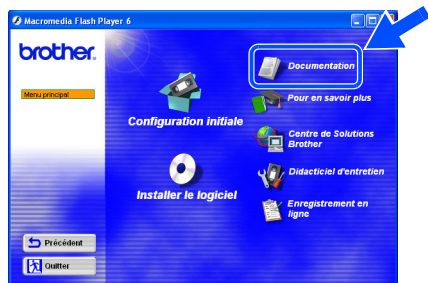 Macromedia Flash Player 6
brother.
Menu principal
Configuration initiale
Installer le logiciel
Documentation
Pour en savoir plus
Centre de Solutions
Brother
Didacticiel d'entretien
Enregistrement en
ligne
Précédent
Quitter